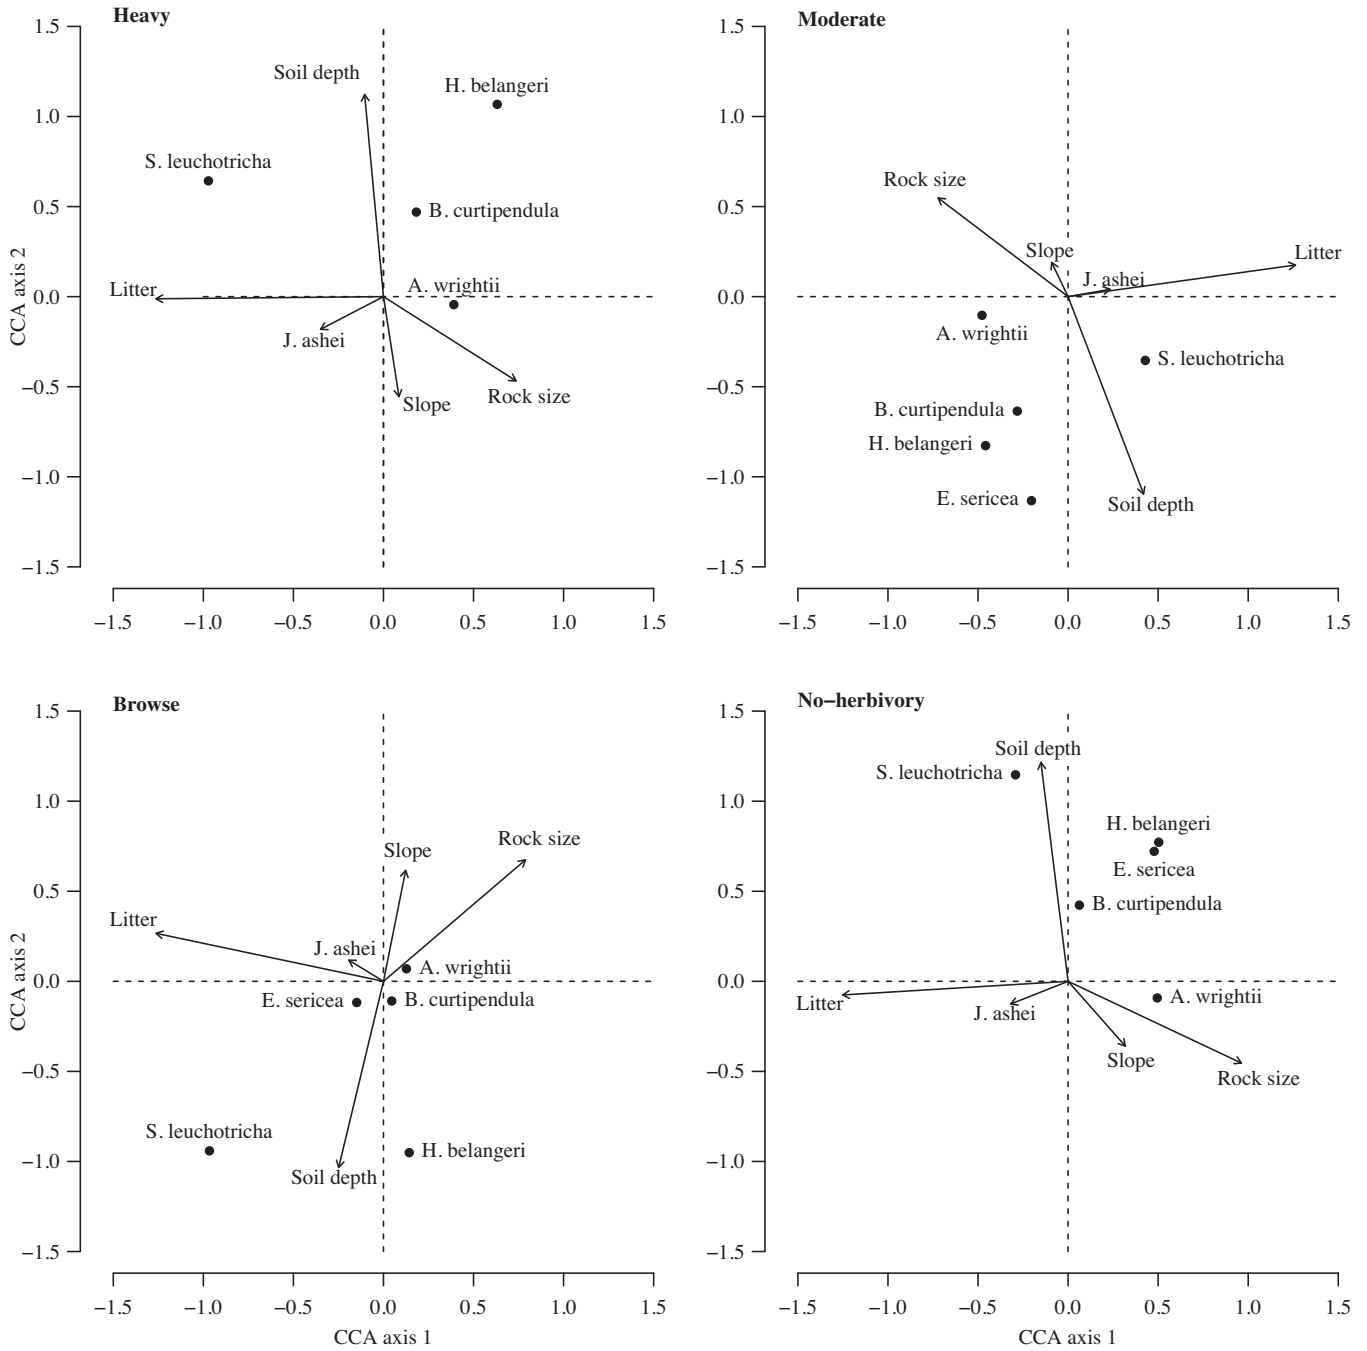 Heavy
1.5
1.0
0.5
0.0
−0.5
−1.0
−1.5
CCA axis 2
Soil depth
H. belangeri
S. leuchotricha
B. curtipendula
Litter
A. wrightii
J. ashei
Slope
Rock size
−1.5
−1.0
−0.5
0.0
0.5
1.0
1.5
Moderate
1.5
1.0
0.5
0.0
−0.5
−1.0
−1.5
Rock size
Slope
Litter
J. ashei
A. wrightii
S. leuchotricha
B. curtipendula
H. belangeri
E. sericea
Soil depth
−1.5
−1.0
−0.5
0.0
0.5
1.0
1.5
Browse
1.5
1.0
0.5
0.0
−0.5
−1.0
−1.5
CCA axis 2
Rock size
Slope
Litter
J. ashei
A. wrightii
E. sericea
B. curtipendula
S. leuchotricha
H. belangeri
Soil depth
−1.5
−1.0
−0.5
0.0
0.5
1.0
1.5
CCA axis 1
No−herbivory
1.5
1.0
0.5
0.0
−0.5
−1.0
−1.5
Soil depth
S. leuchotricha
H. belangeri
E. sericea
B. curtipendula
Litter
A. wrightii
J. ashei
Slope
Rock size
−1.5
−1.0
−0.5
0.0
0.5
1.0
1.5
CCA axis 1